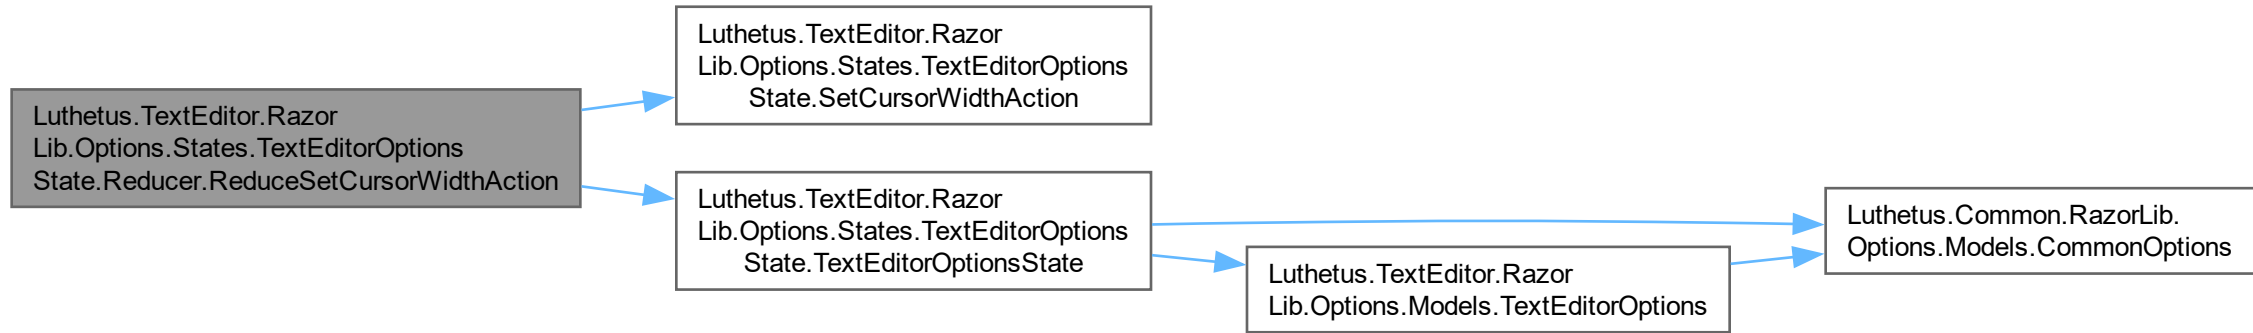 Luthetus.TextEditor.Razor
Lib.Options.States.TextEditorOptions
State.Reducer.ReduceSetCursorWidthAction
Luthetus.TextEditor.Razor
Lib.Options.States.TextEditorOptions
State.SetCursorWidthAction
Luthetus.TextEditor.Razor
Lib.Options.States.TextEditorOptions
State.TextEditorOptionsState
Luthetus.TextEditor.Razor
Lib.Options.Models.TextEditorOptions
Luthetus.Common.RazorLib.
Options.Models.CommonOptions